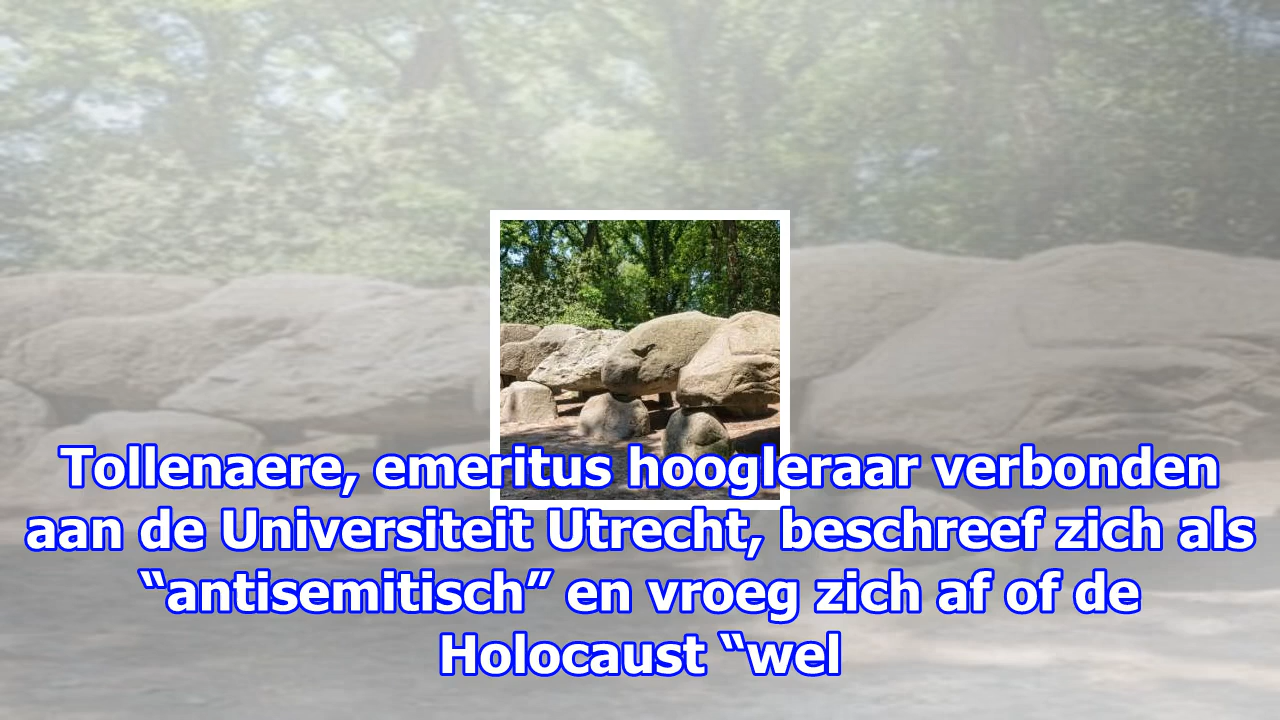 Tollenaere, emeritus hoogleraar verbonden
aan de Universiteit Utrecht, beschreef zich als
“antisemitisch” en vroeg zich af of de
Holocaust “wel